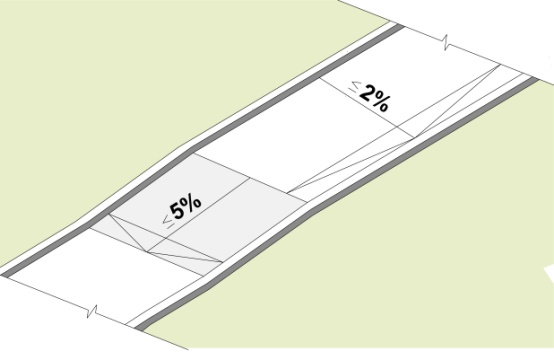 ≤ 2%
≤ 5%